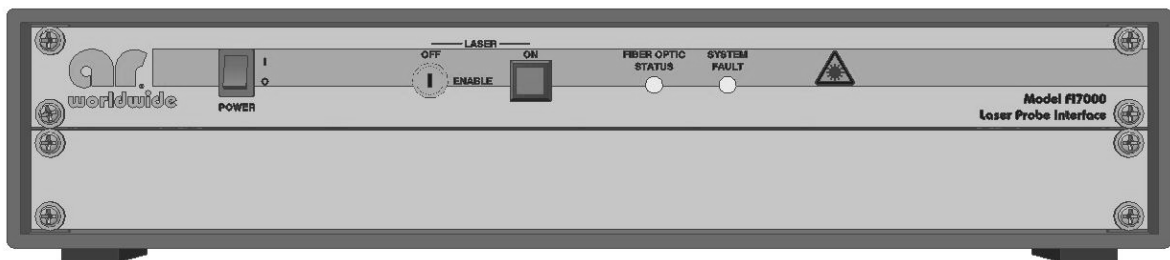 ar
worldwide
POWER
I
O
LASER
OFF
ENABLE
ON
FIBER OPTIC
STATUS
SYSTEM
FAULT
Model FI7000
Laser Probe Interface